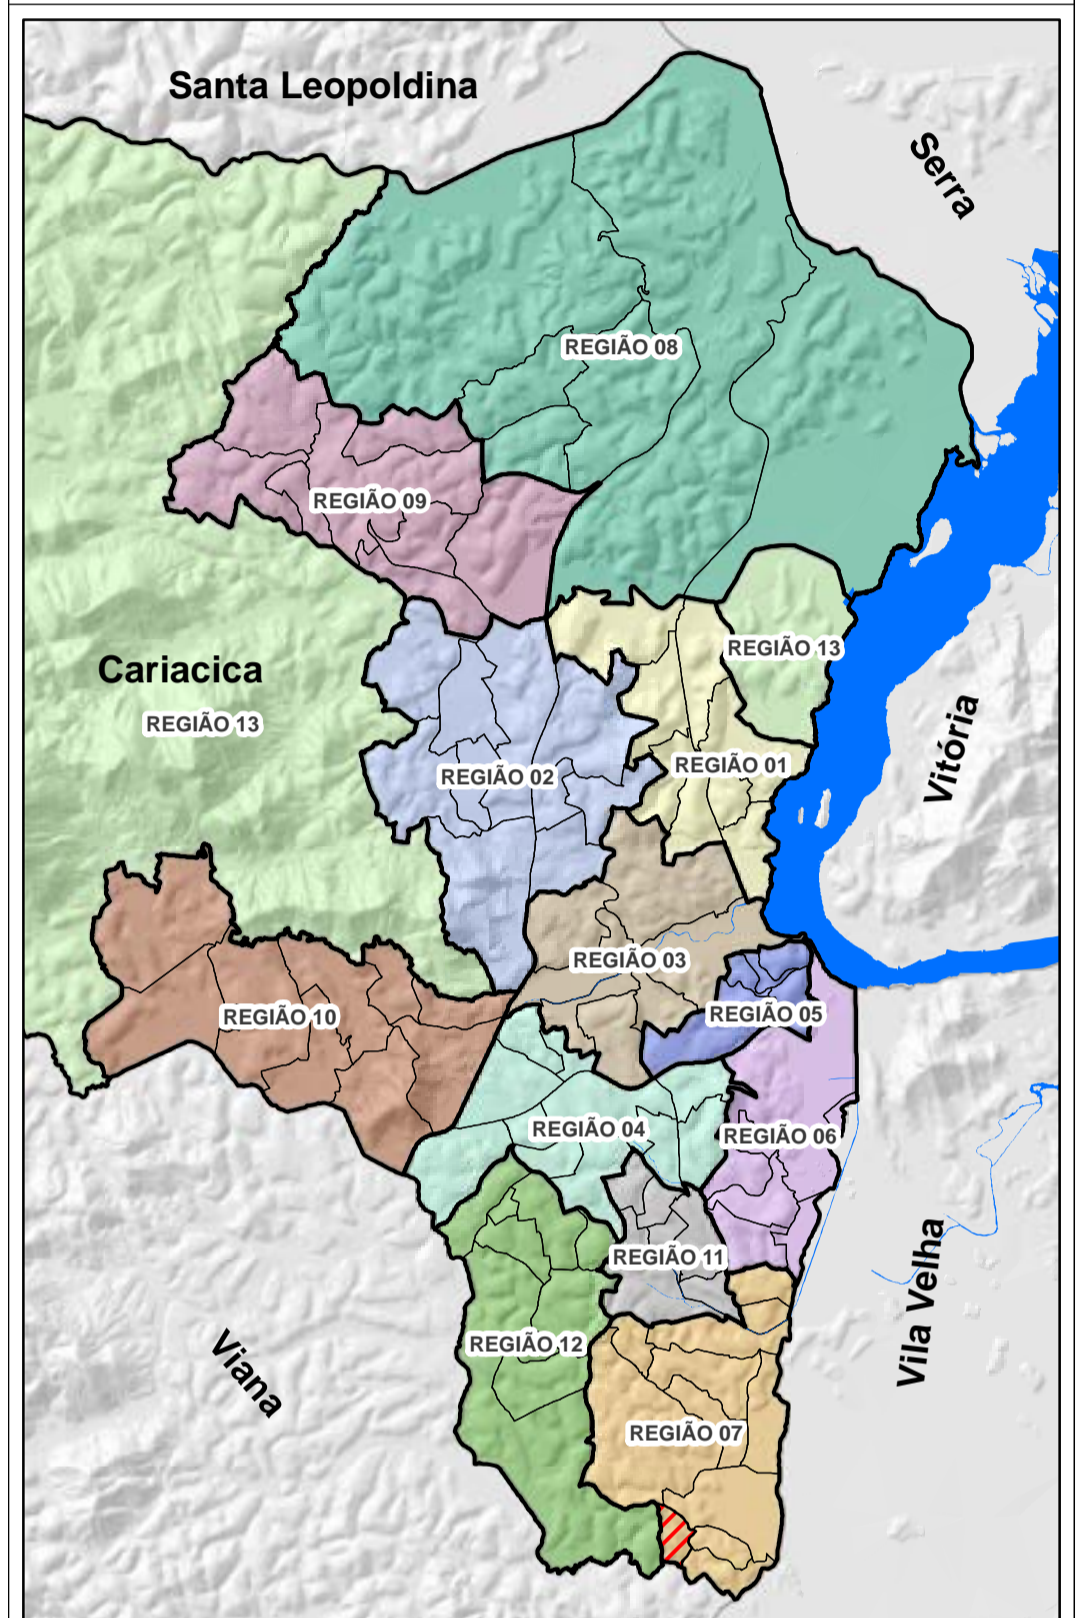 Santa Leopoldina
Serra
REGIÃO 08
REGIÃO 09
REGIÃO 13
Cariacica
REGIÃO 13
Vitória
REGIÃO 01
REGIÃO 02
REGIÃO 03
REGIÃO 05
REGIÃO 10
REGIÃO 04
REGIÃO 06
REGIÃO 11
Vila Velha
REGIÃO 12
Viana
REGIÃO 07